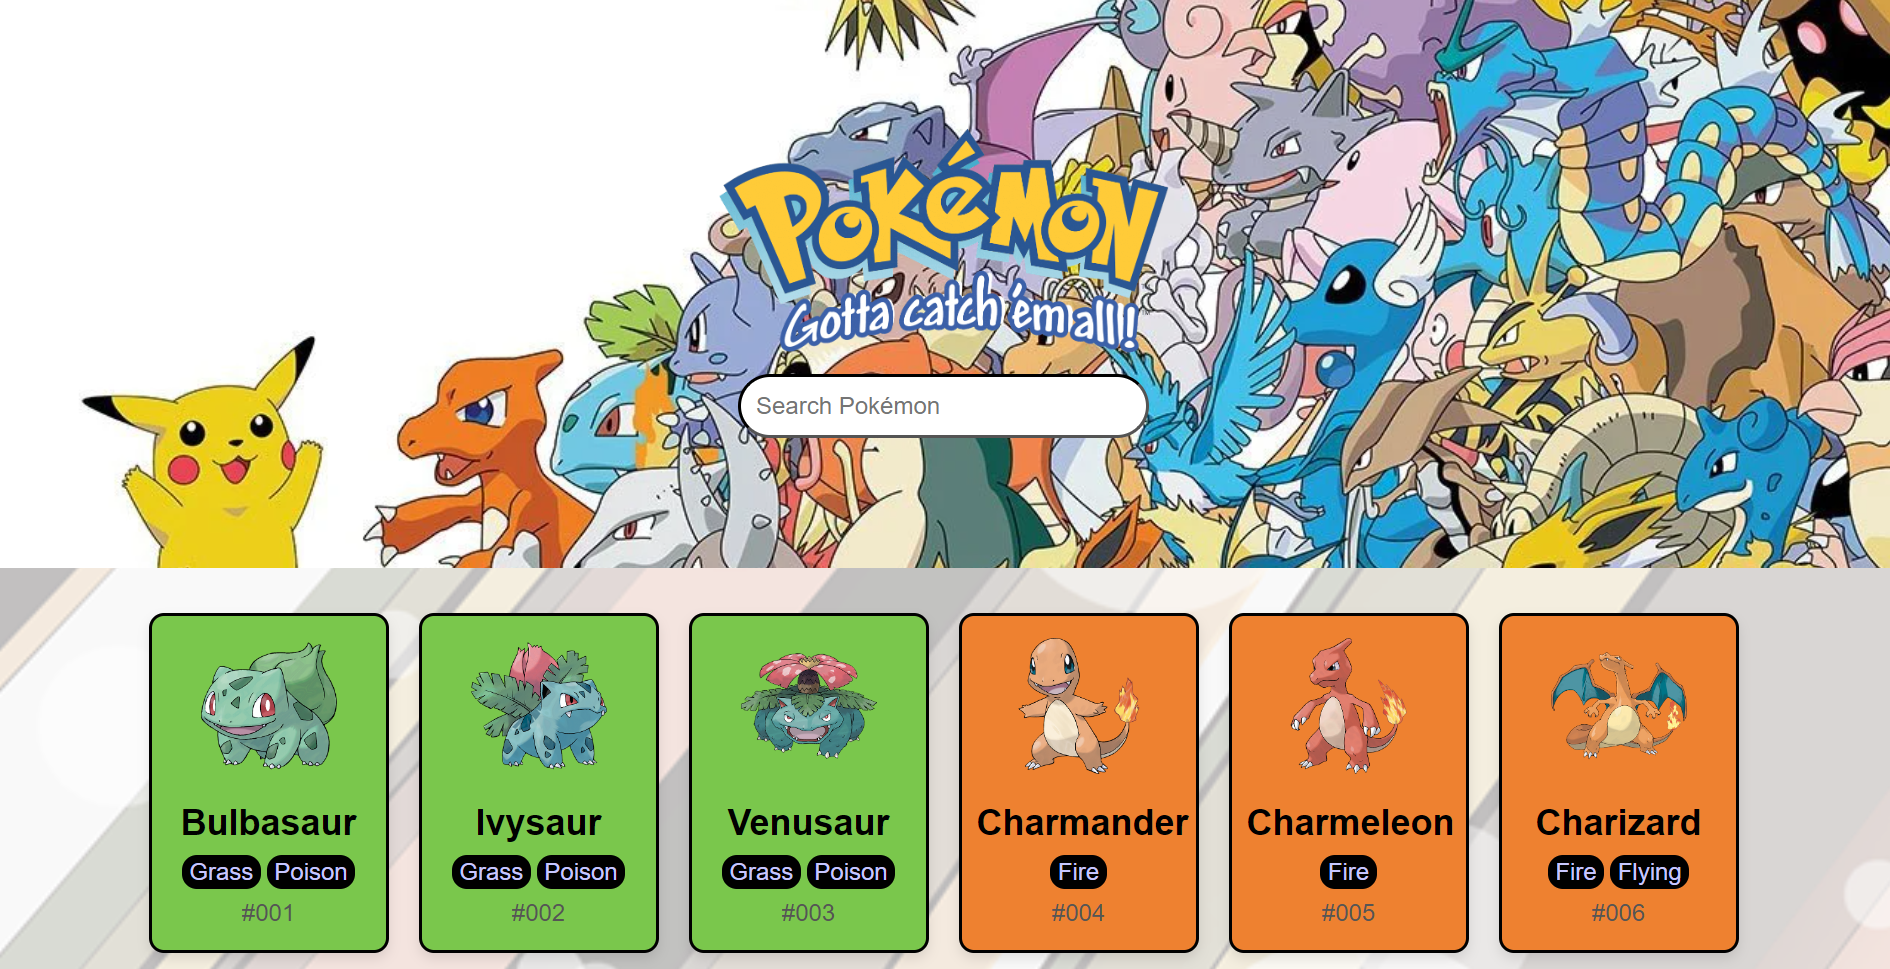 Pokémon
Gotta catch 'em all!
Search Pokémon
Bulbasaur
Grass Poison
#001
Ivysaur
Grass Poison
#002
Venusaur
Grass Poison
#003
Charmander
Fire
#004
Charmeleon
Fire
#005
Charizard
Fire Flying
#006